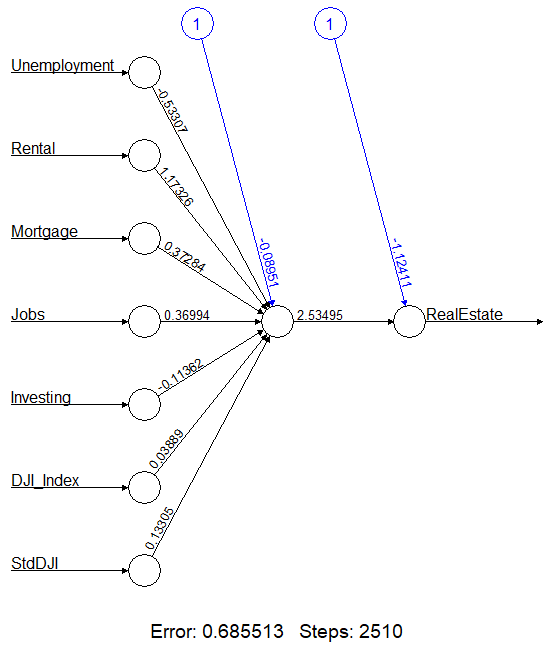 1
1
Unemployment
-0.53307
Rental
1.17326
Mortgage
0.37284
-0.08951
-1.12411
Jobs
0.36994
2.53495
RealEstate
Investing
-0.11362
DJI_Index
0.03889
StdDJI
0.13305
Error: 0.685513 Steps: 2510